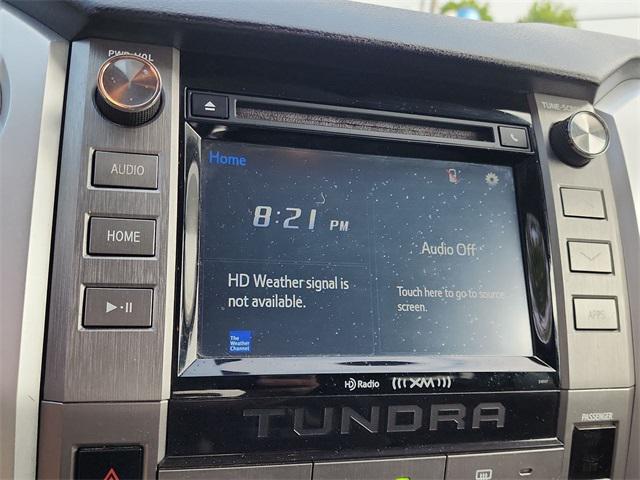 PWR·VOL
TUNE·SCROLL
AUDIO
HOME
Home
8:21 PM
Audio Off
HD Weather signal is
not available.
Touch here to go to source
screen.
The
Weather
Channel
APPS
HD Radio
((XM))
TUNDRA
PASSENGER